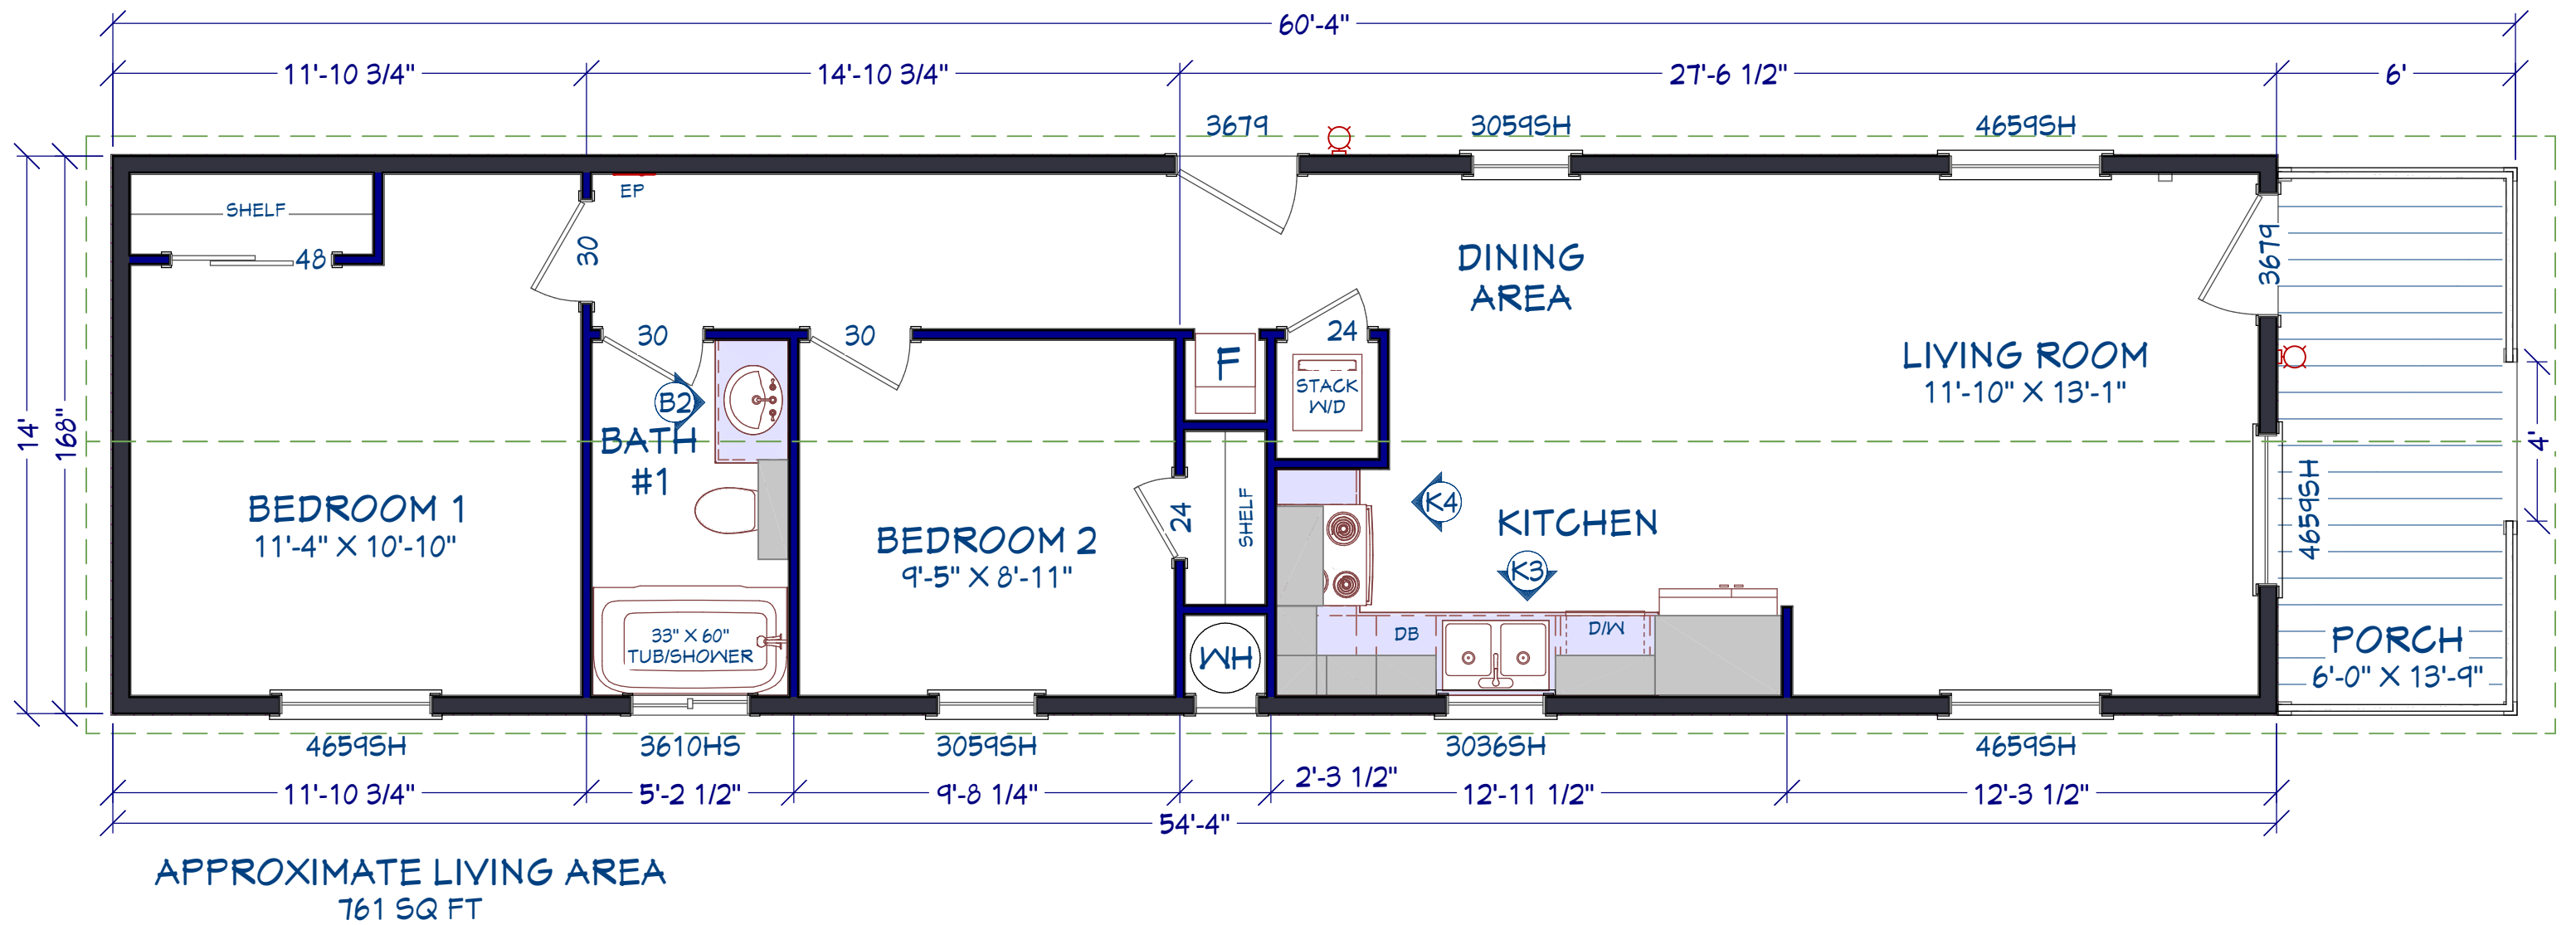 60'-4"
11'-10 3/4"
14'-10 3/4"
27'-6 1/2"
6'
3679
3059SH
4659SH
EP
SHELF
48
30
3679
DINING
AREA
30
30
24
F
STACK
W/D
LIVING ROOM
11'-10" X 13'-1"
B2
BATH
#1
14'
168"
4'
BEDROOM 1
11'-4" X 10'-10"
BEDROOM 2
9'-5" X 8'-11"
24
SHELF
K4
KITCHEN
K3
4659SH
33" X 60"
TUB/SHOWER
WH
DB
D/W
PORCH
6'-0" X 13'-9"
4659SH
3610HS
3059SH
3036SH
4659SH
11'-10 3/4"
5'-2 1/2"
9'-8 1/4"
2'-3 1/2"
12'-11 1/2"
12'-3 1/2"
54'-4"
APPROXIMATE LIVING AREA
761 SQ FT